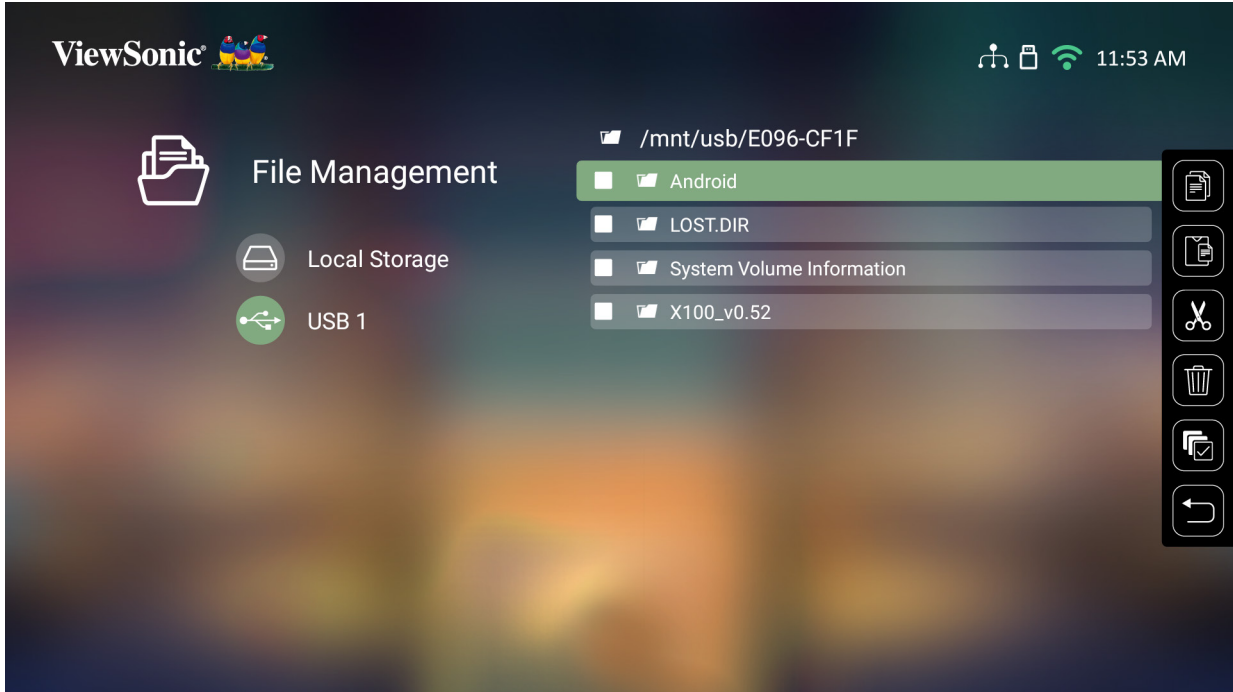 ViewSonic®
11:53 AM
File Management
Local Storage
USB 1
/mnt/usb/E096-CF1F
Android
LOST.DIR
System Volume Information
X100_v0.52